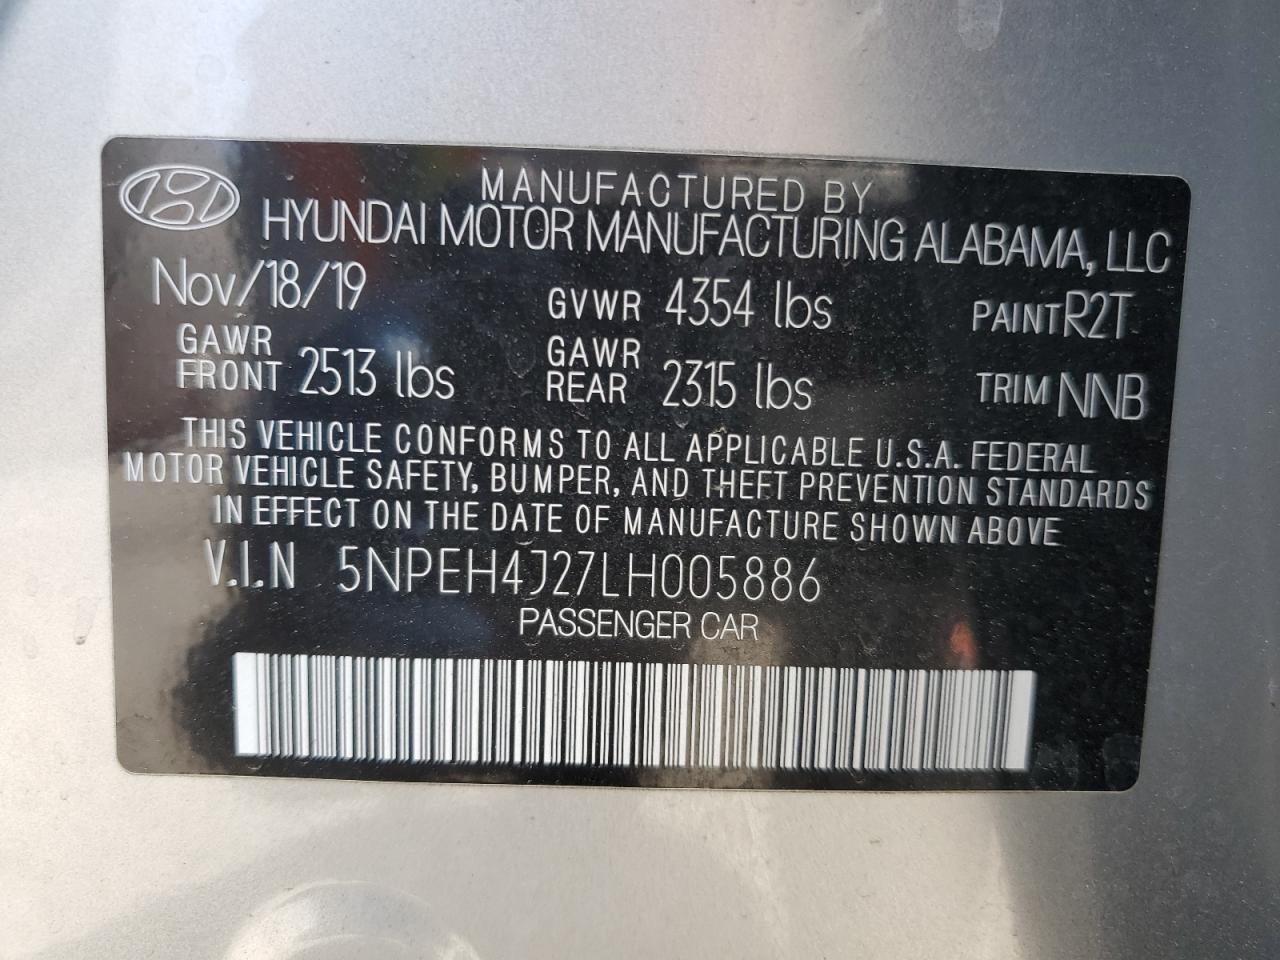 MANUFACTURED BY
HYUNDAI MOTOR MANUFACTURING ALABAMA, LLC
Nov/18/19 GVWR 4354 lbs PAINT R2T
GAWR FRONT 2513 lbs GAWR REAR 2315 lbs TRIM NNB
THIS VEHICLE CONFORMS TO ALL APPLICABLE U.S.A. FEDERAL
MOTOR VEHICLE SAFETY, BUMPER, AND THEFT PREVENTION STANDARDS
IN EFFECT ON THE DATE OF MANUFACTURE SHOWN ABOVE
V.I.N 5NPEH4J27LH005886
PASSENGER CAR